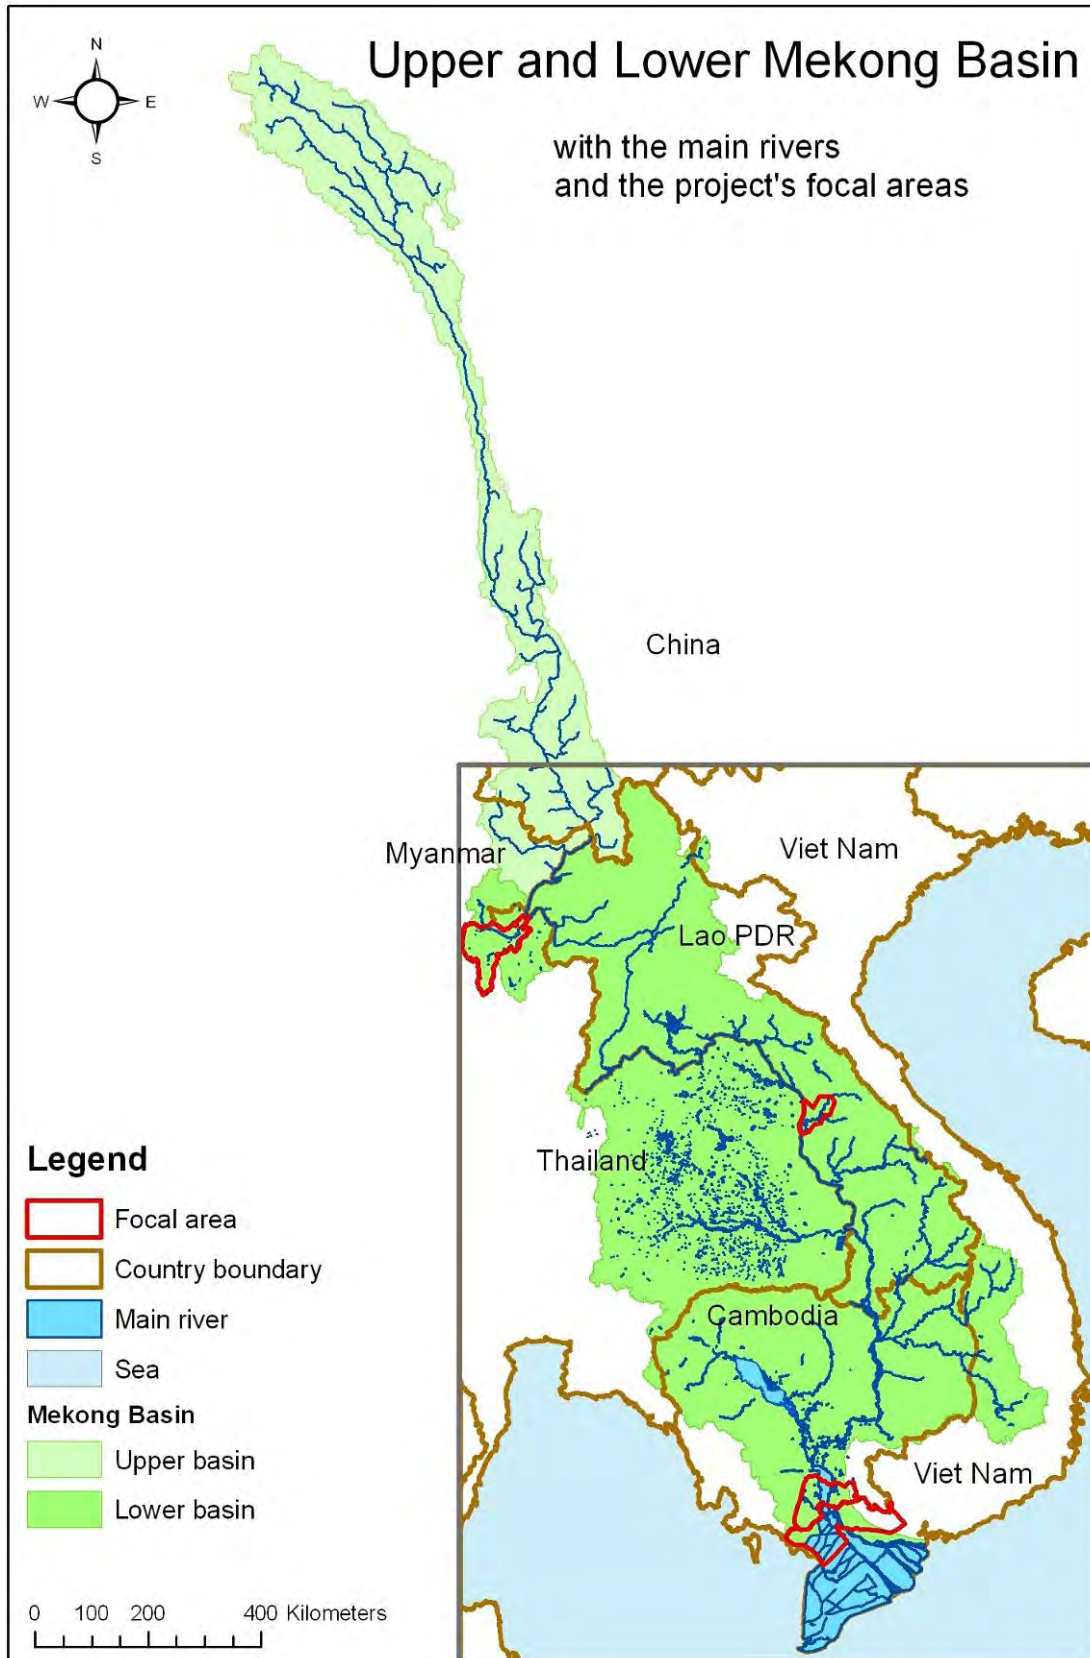 Upper and Lower Mekong Basin
with the main rivers
and the project's focal areas
N
W E
S
China
Myanmar
Viet Nam
Lao PDR
Thailand
Cambodia
Viet Nam
Legend
Focal area
Country boundary
Main river
Sea
Mekong Basin
Upper basin
Lower basin
0 100 200 400 Kilometers